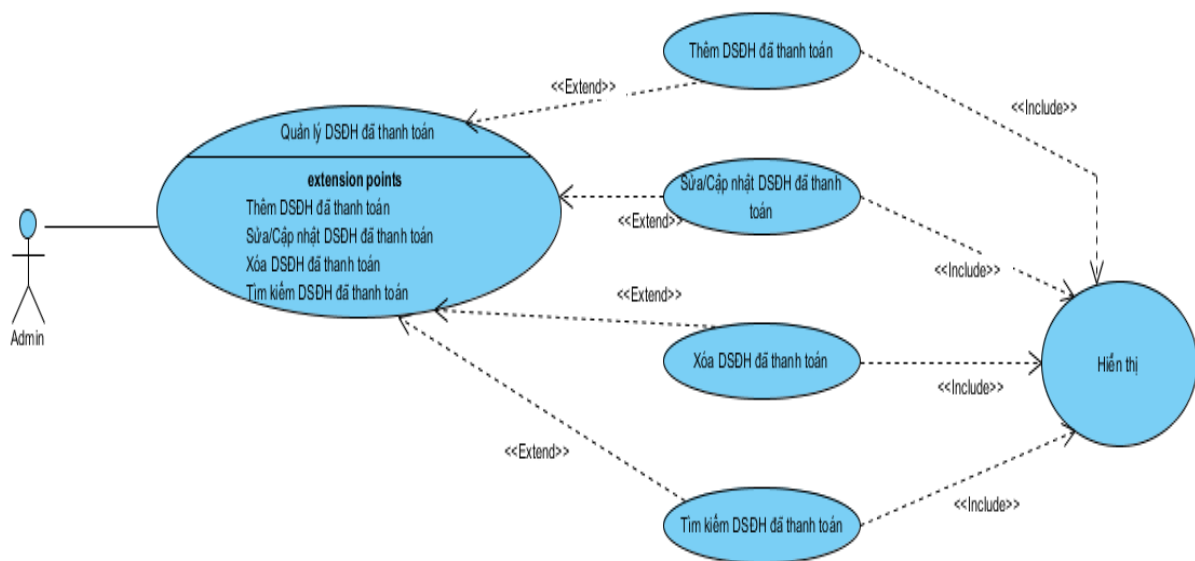 Thêm DSĐH đã thanh toán
<<Extend>>
<<Include>>
Quản lý DSĐH đã thanh toán
extension points
Thêm DSĐH đã thanh toán
Sửa/Cập nhật DSĐH đã thanh toán
Xóa DSĐH đã thanh toán
Tìm kiếm DSĐH đã thanh toán
Admin
Sửa/Cập nhật DSĐH đã thanh
toán
<<Extend>>
<<Include>>
<<Extend>>
Xóa DSĐH đã thanh toán
<<Include>>
Hiển thị
<<Extend>>
Tìm kiếm DSĐH đã thanh toán
<<Include>>